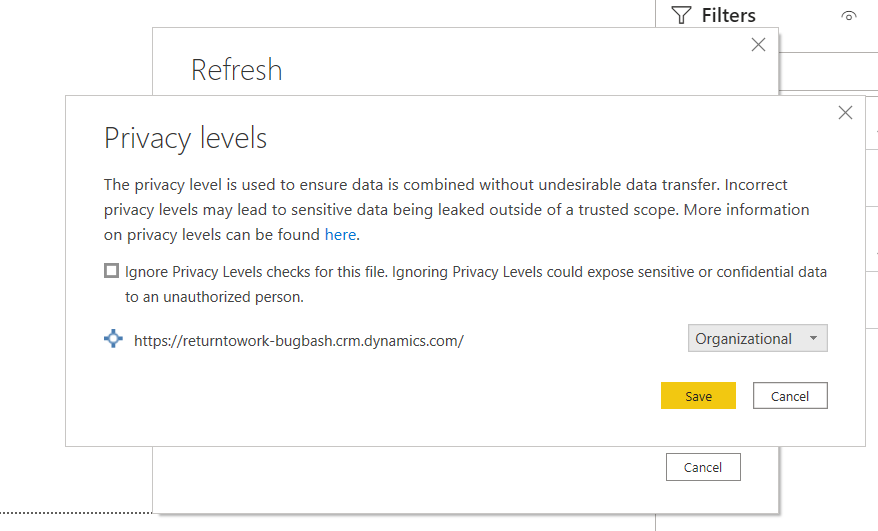 Filters
Refresh
Privacy levels
The privacy level is used to ensure data is combined without undesirable data transfer. Incorrect
privacy levels may lead to sensitive data being leaked outside of a trusted scope. More information
on privacy levels can be found here.
Ignore Privacy Levels checks for this file. Ignoring Privacy Levels could expose sensitive or confidential data
to an unauthorized person.
https://returntowork-bugbash.crm.dynamics.com/ Organizational
Save Cancel
Cancel